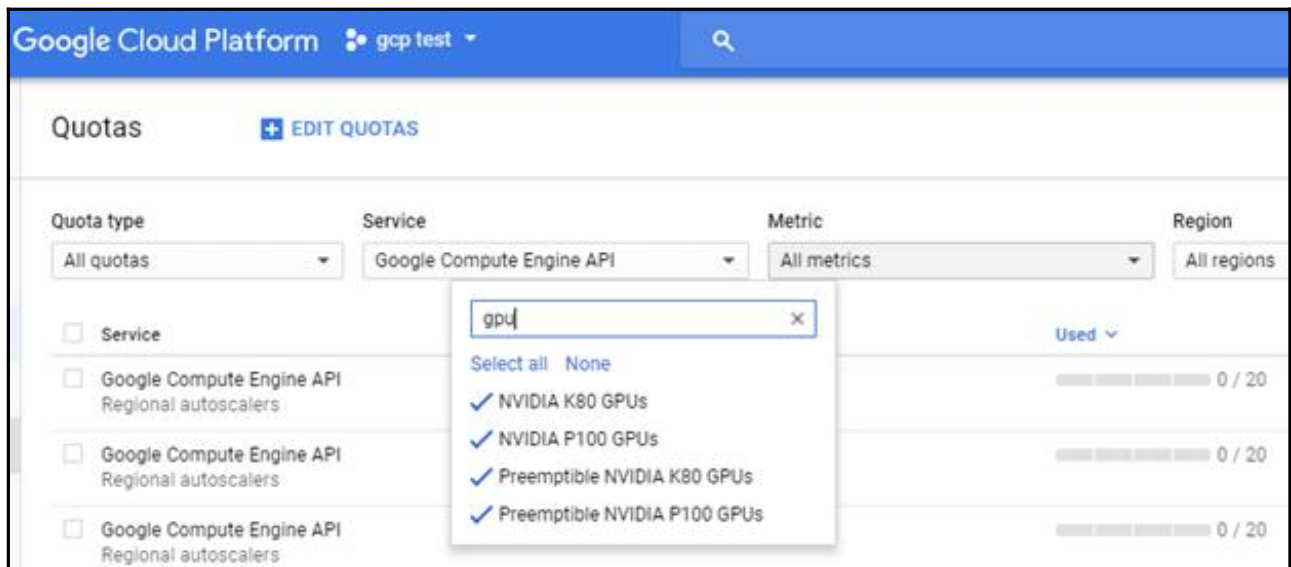 Google Cloud Platform gcp test
Quotas EDIT QUOTAS
Quota type Service Metric Region
All quotas Google Compute Engine API All metrics All regions
gpu
Service Used
Select all None
Google Compute Engine API 0 / 20
Regional autoscalers
NVIDIA K80 GPUs
NVIDIA P100 GPUs
Google Compute Engine API 0 / 20
Regional autoscalers
Preemptible NVIDIA K80 GPUs
Preemptible NVIDIA P100 GPUs
Google Compute Engine API 0 / 20
Regional autoscalers